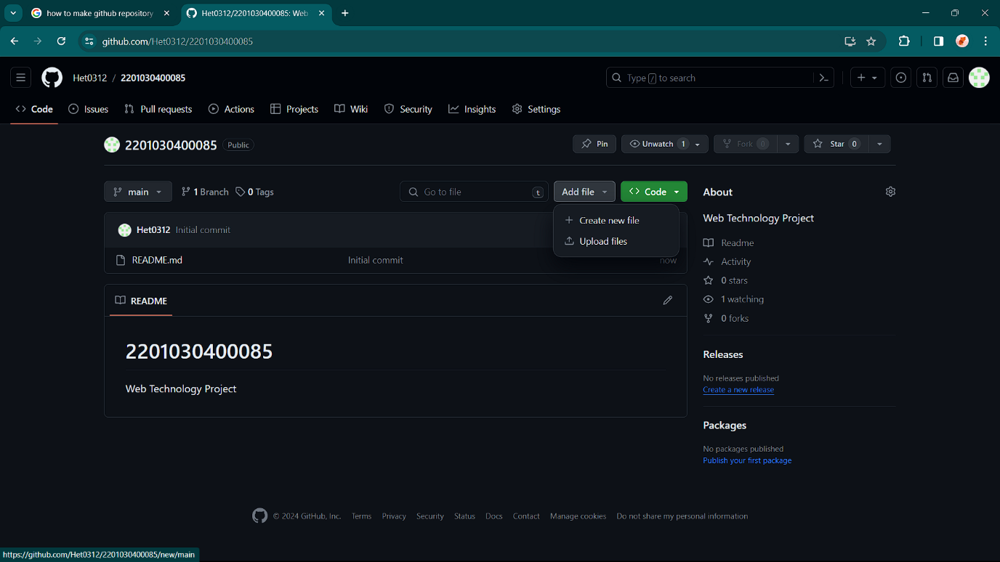 how to make github repository
Het0312/2201030400085: Web
github.com/Het0312/2201030400085
Het0312 / 2201030400085
Type / to search
Code
Issues
Pull requests
Actions
Projects
Wiki
Security
Insights
Settings
2201030400085 Public
Pin
Unwatch 1
Fork 0
Star 0
main
1 Branch
0 Tags
Go to file t
Add file
Code
Create new file
Upload files
Het0312 Initial commit
README.md Initial commit now
README
2201030400085
Web Technology Project
About
Web Technology Project
Readme
Activity
0 stars
1 watching
0 forks
Releases
No releases published
Create a new release
Packages
No packages published
Publish your first package
© 2024 GitHub, Inc. Terms Privacy Security Status Docs Contact Manage cookies Do not share my personal information
https://github.com/Het0312/2201030400085/new/main